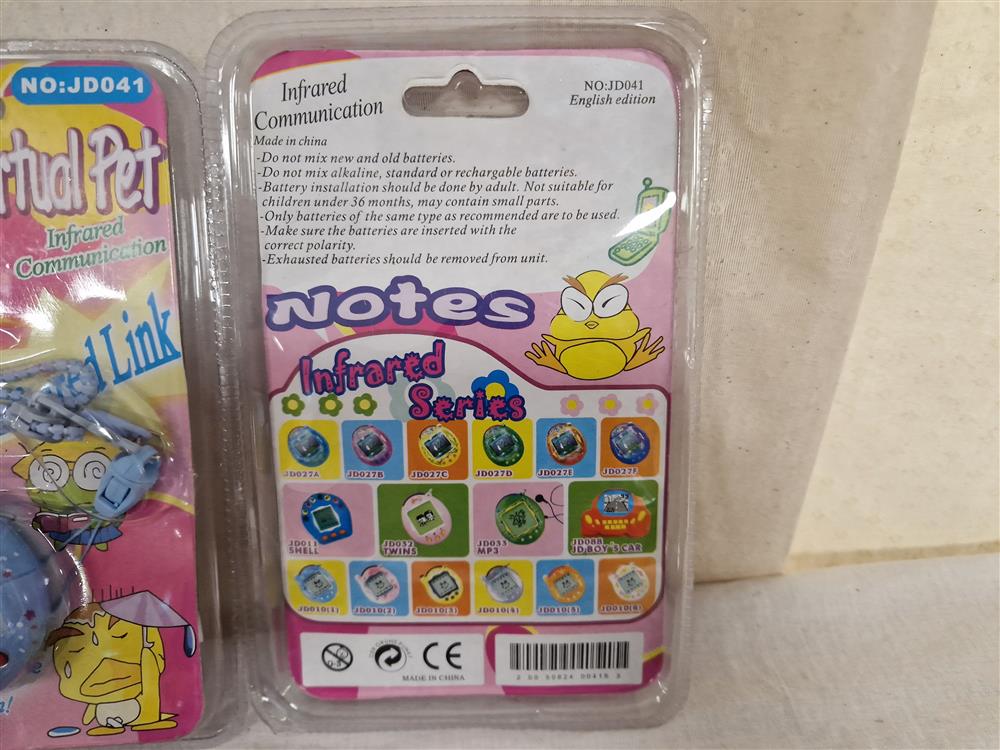 NO:JD041
rtual Pet
Infrared
Communication
d Link
Infrared
Communication
NO:JD041
English edition
Made in china
-Do not mix new and old batteries.
-Do not mix alkaline, standard or rechargable batteries.
-Battery installation should be done by adult. Not suitable for
children under 36 months, may contain small parts.
-Only batteries of the same type as recommended are to be used.
-Make sure the batteries are inserted with the
correct polarity.
-Exhausted batteries should be removed from unit.
Notes
Infrared
Series
JD027A JD027B JD027C JD027D JD027E JD027F
JD011 SHELL
JD032 TWINS
JD033 MP3
JD088 JD BOY'S CAR
JD010(1) JD010(2) JD010(3) JD010(4) JD010(5) JD010(6)
0-3
CE
MADE IN CHINA